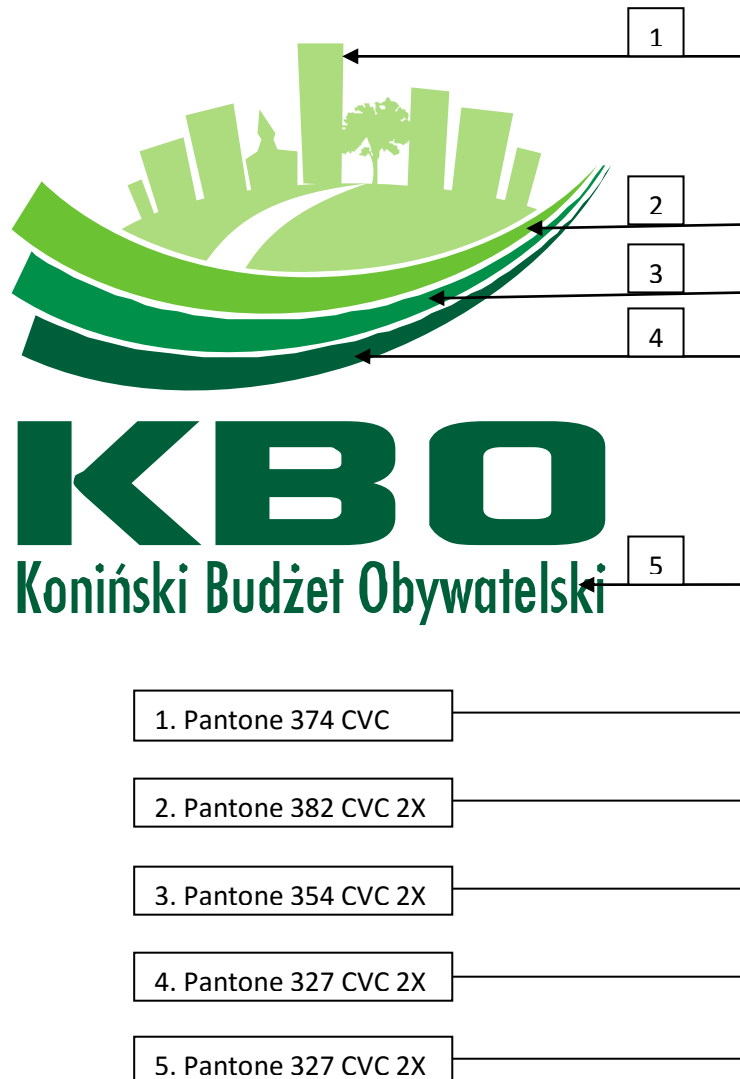 1
2
3
4
KBO
Koniński Budżet Obywatelski
5
1. Pantone 374 CVC
2. Pantone 382 CVC 2X
3. Pantone 354 CVC 2X
4. Pantone 327 CVC 2X
5. Pantone 327 CVC 2X